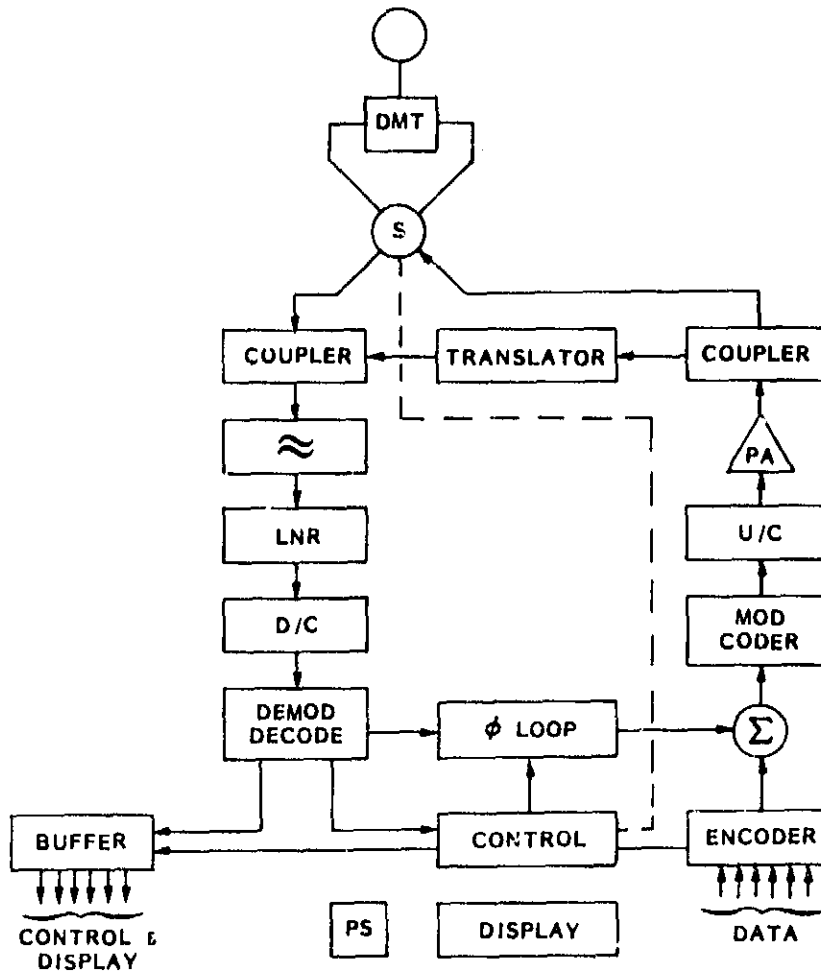 DMT
S
COUPLER
TRANSLATOR
COUPLER
≈
PA
LNR
U/C
D/C
MOD
CODER
DEMOD
DECODE
ϕ LOOP
Σ
BUFFER
CONTROL
ENCODER
CONTROL &
DISPLAY
PS
DISPLAY
DATA